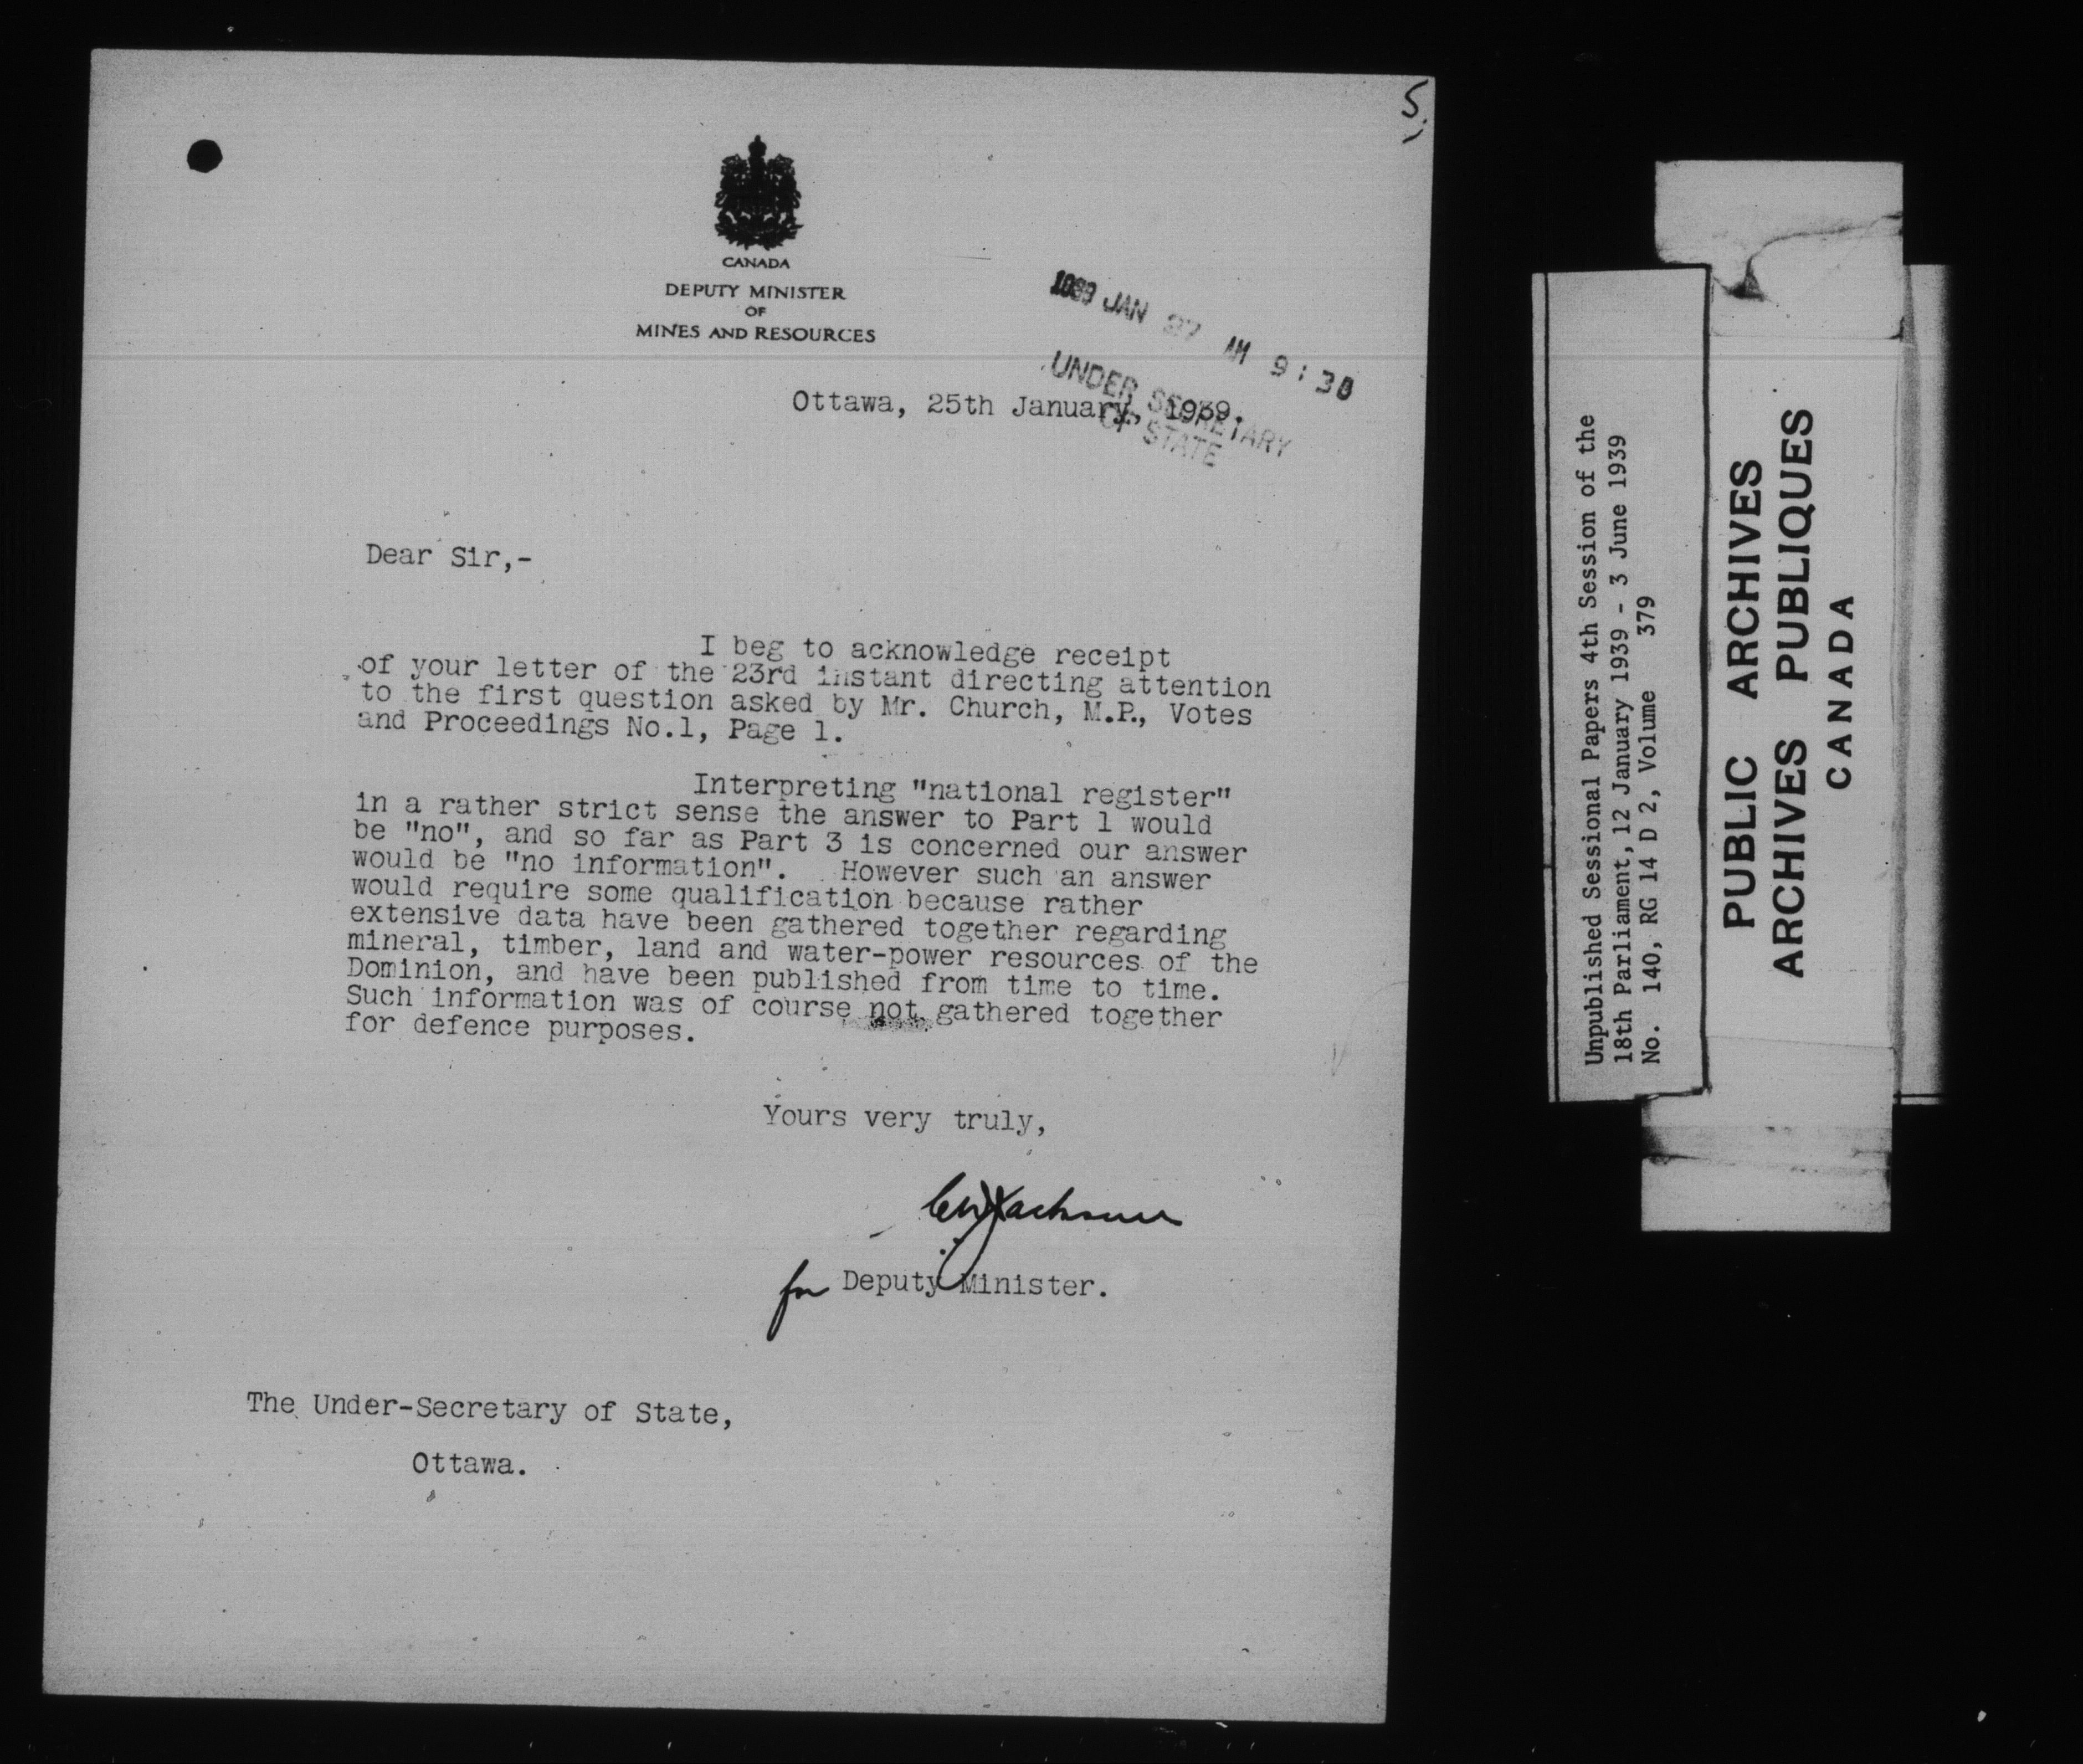 5.
CANADA
DEPUTY MINISTER
OF
MINES AND RESOURCES
1939 JAN 27 AM 9:30
UNDER SECRETARY
OF STATE
Ottawa, 25th January, 1939.
Dear Sir,-
I beg to acknowledge receipt
of your letter of the 23rd instant directing attention
to the first question asked by Mr. Church, M.P., Votes
and Proceedings No.1, Page 1.
Interpreting "national register"
in a rather strict sense the answer to Part 1 would
be "no", and so far as Part 3 is concerned our answer
would be "no information". However such an answer
would require some qualification because rather
extensive data have been gathered together regarding
mineral, timber, land and water-power resources of the
Dominion, and have been published from time to time.
Such information was of course not gathered together
for defence purposes.
Yours very truly,
CWJackson
for Deputy Minister.
The Under-Secretary of State,
Ottawa.
Unpublished Sessional Papers 4th Session of the
18th Parliament, 12 January 1939 - 3 June 1939
No. 140, RG 14 D 2, Volume 379
PUBLIC ARCHIVES
ARCHIVES PUBLIQUES
CANADA